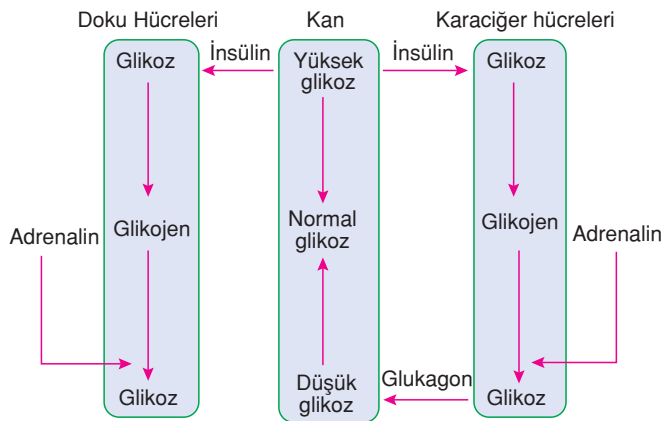 Doku Hücreleri
Kan
Karaciğer hücreleri
Glikoz
İnsülin
Yüksek
glikoz
İnsülin
Glikoz
Adrenalin
Glikojen
Normal
glikoz
Glikojen
Adrenalin
Glikoz
Düşük
glikoz
Glukagon
Glikoz